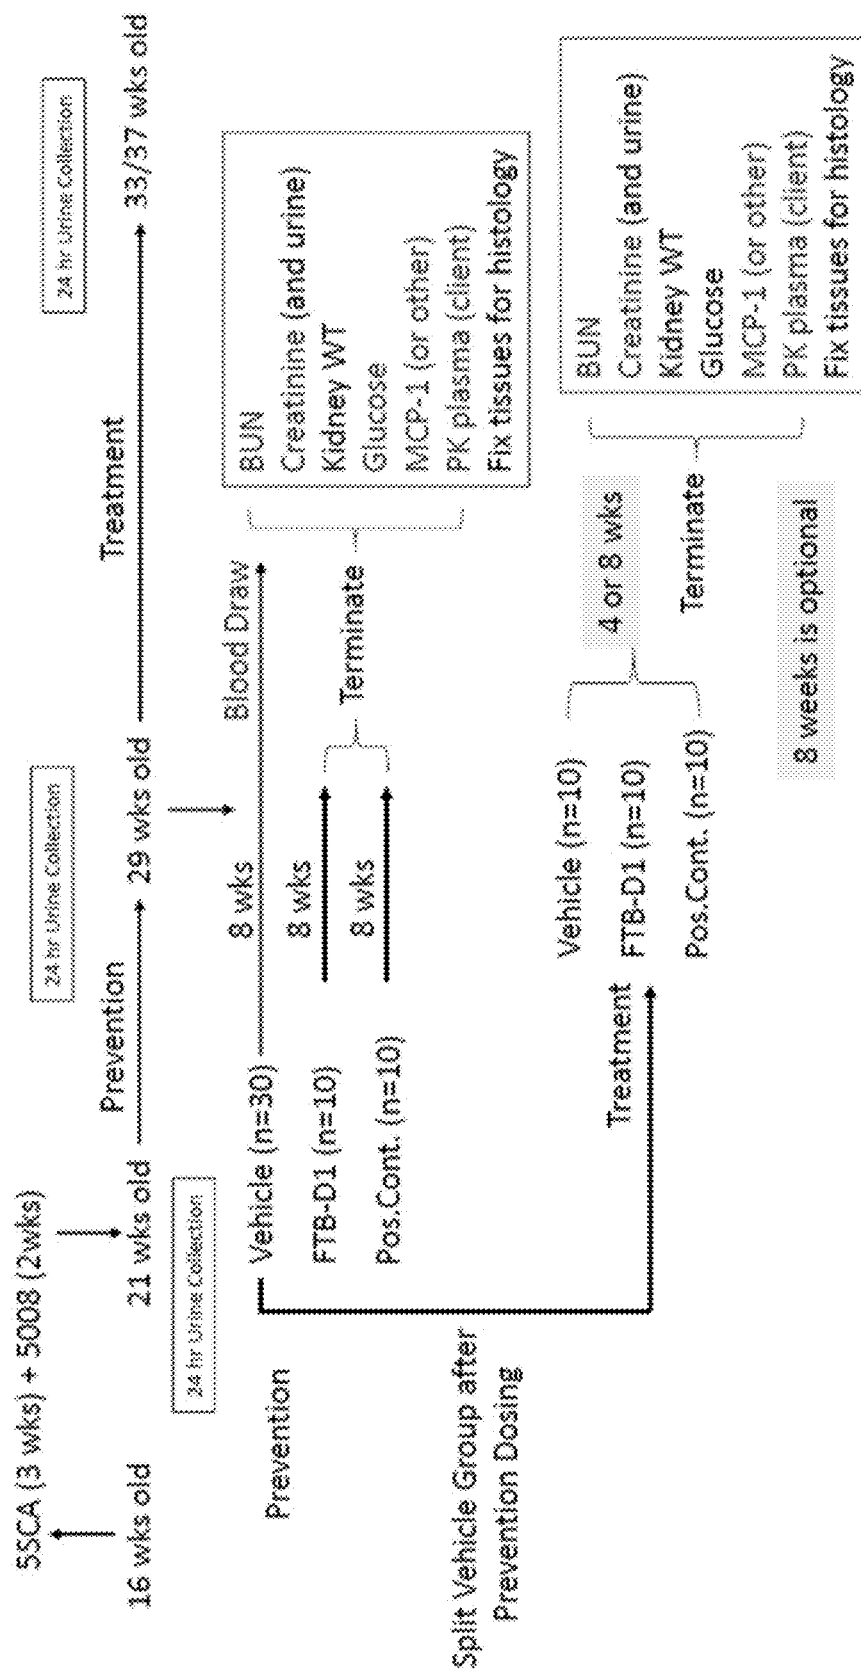 5SCA (3 wks) + 5008 (2wks)
16 wks old
21 wks old
Prevention
29 wks old
Treatment
33/37 wks old
24 hr Urine Collection
24 hr Urine Collection
24 hr Urine Collection
Prevention
Vehicle (n=30)
8 wks
Blood Draw
FTB-D1 (n=10)
8 wks
Pos.Cont. (n=10)
8 wks
Terminate
BUN
Creatinine (and urine)
Kidney WT
Glucose
MCP-1 (or other)
PK plasma (client)
Fix tissues for histology
Split Vehicle Group after
Prevention Dosing
Treatment
Vehicle (n=10)
FTB-D1 (n=10)
Pos.Cont. (n=10)
4 or 8 wks
Terminate
8 weeks is optional
BUN
Creatinine (and urine)
Kidney WT
Glucose
MCP-1 (or other)
PK plasma (client)
Fix tissues for histology